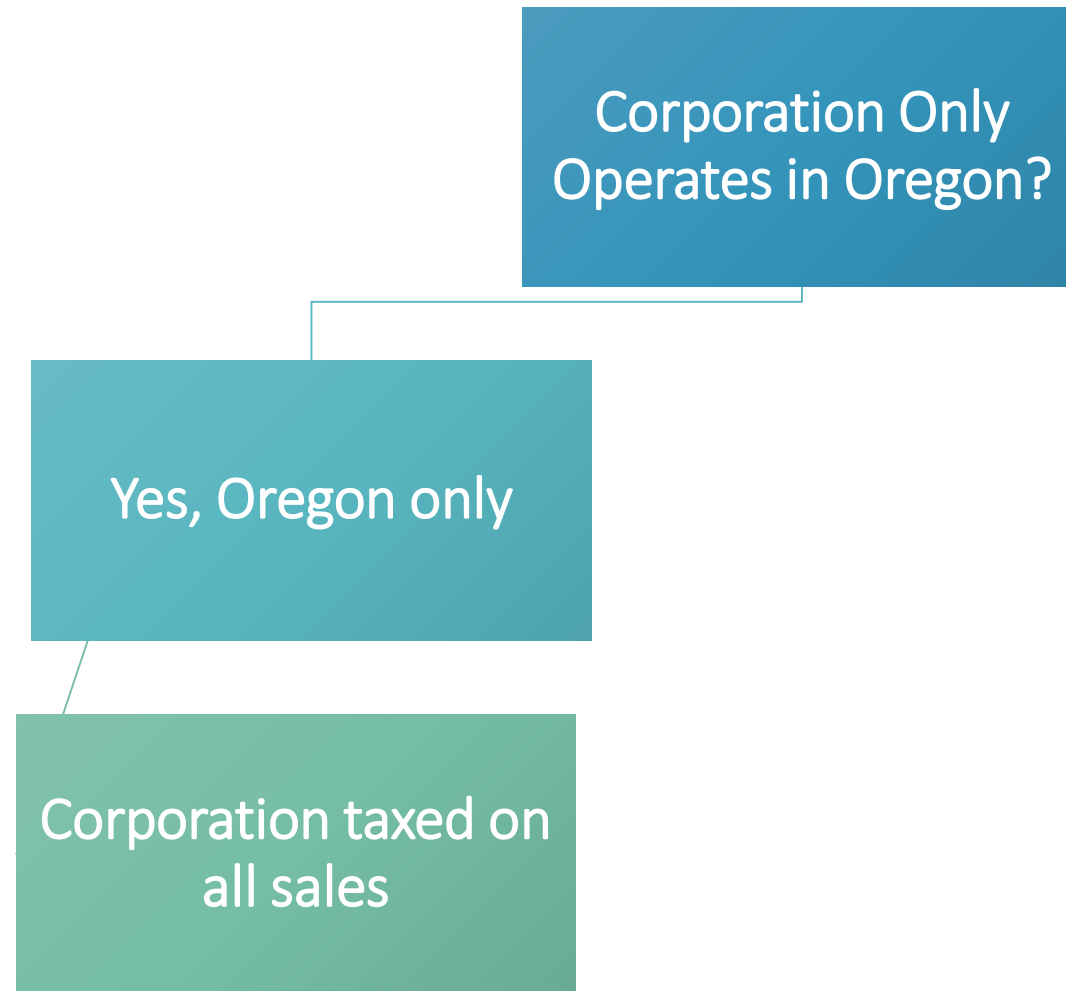 Corporation Only
Operates in Oregon?
Yes, Oregon only
Corporation taxed on
all sales